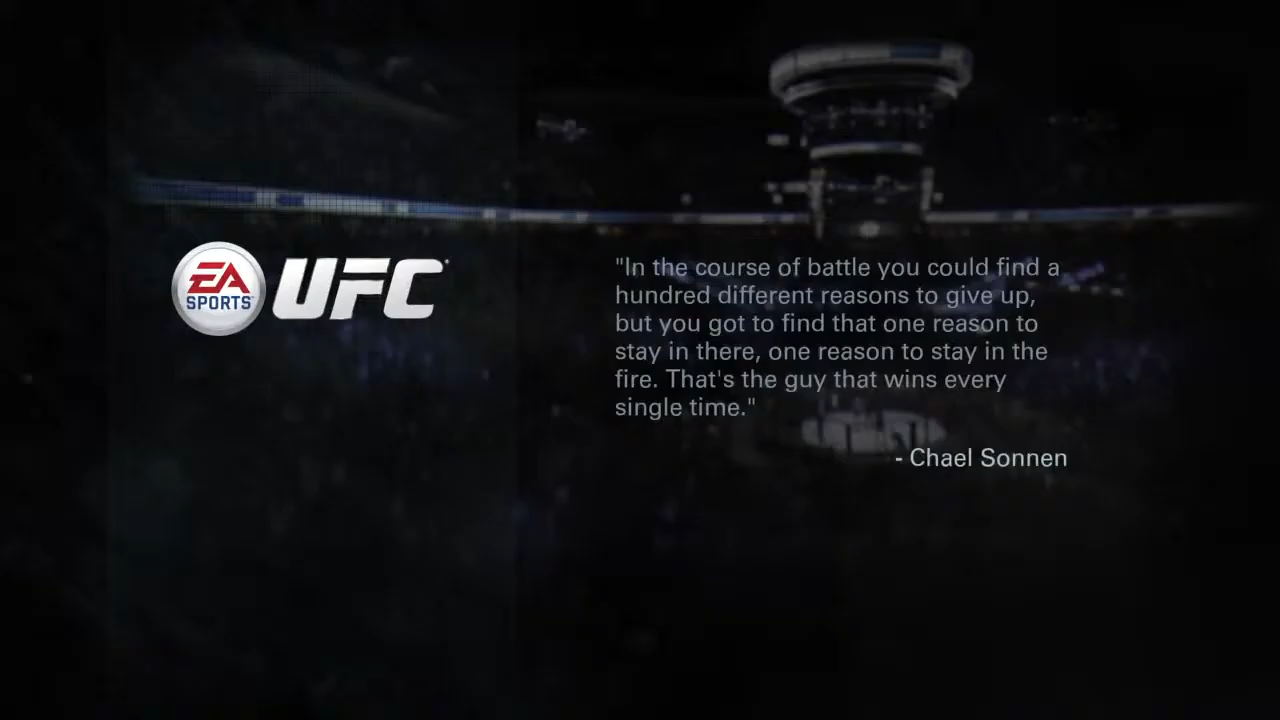 EA
SPORTS
UFC
"In the course of battle you could find a
hundred different reasons to give up,
but you got to find that one reason to
stay in there, one reason to stay in the
fire. That's the guy that wins every
single time."
- Chael Sonnen